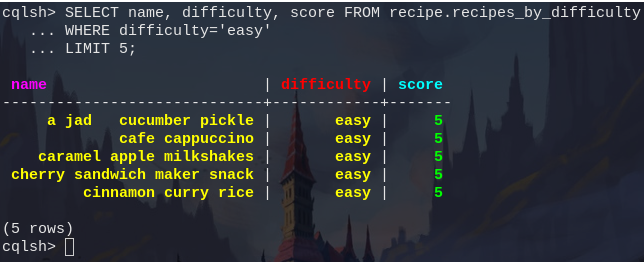 cqlsh> SELECT name, difficulty, score FROM recipe.recipes_by_difficulty
   ... WHERE difficulty='easy'
   ... LIMIT 5;

 name                        | difficulty | score
-----------------------------+------------+-------
     a jad   cucumber pickle |       easy |     5
             cafe cappuccino |       easy |     5
    caramel apple milkshakes |       easy |     5
 cherry sandwich maker snack |       easy |     5
         cinnamon curry rice |       easy |     5

(5 rows)
cqlsh>